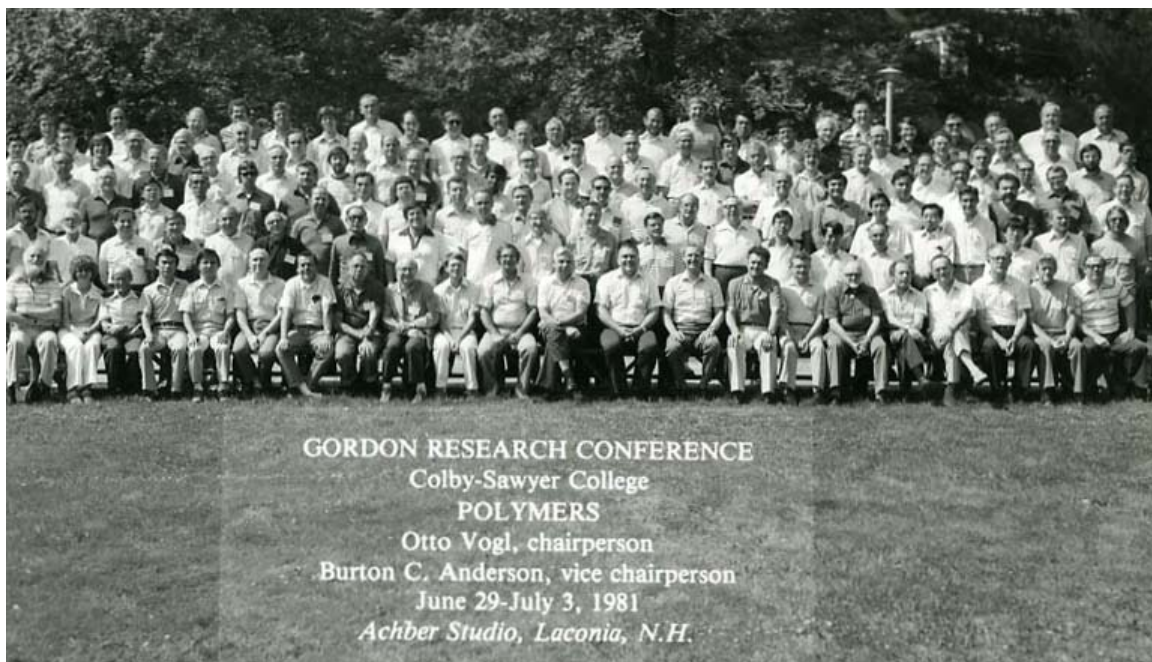 GORDON RESEARCH CONFERENCE
Colby-Sawyer College
POLYMERS
Otto Vogl, chairperson
Burton C. Anderson, vice chairperson
June 29-July 3, 1981
Achber Studio, Laconia, N.H.